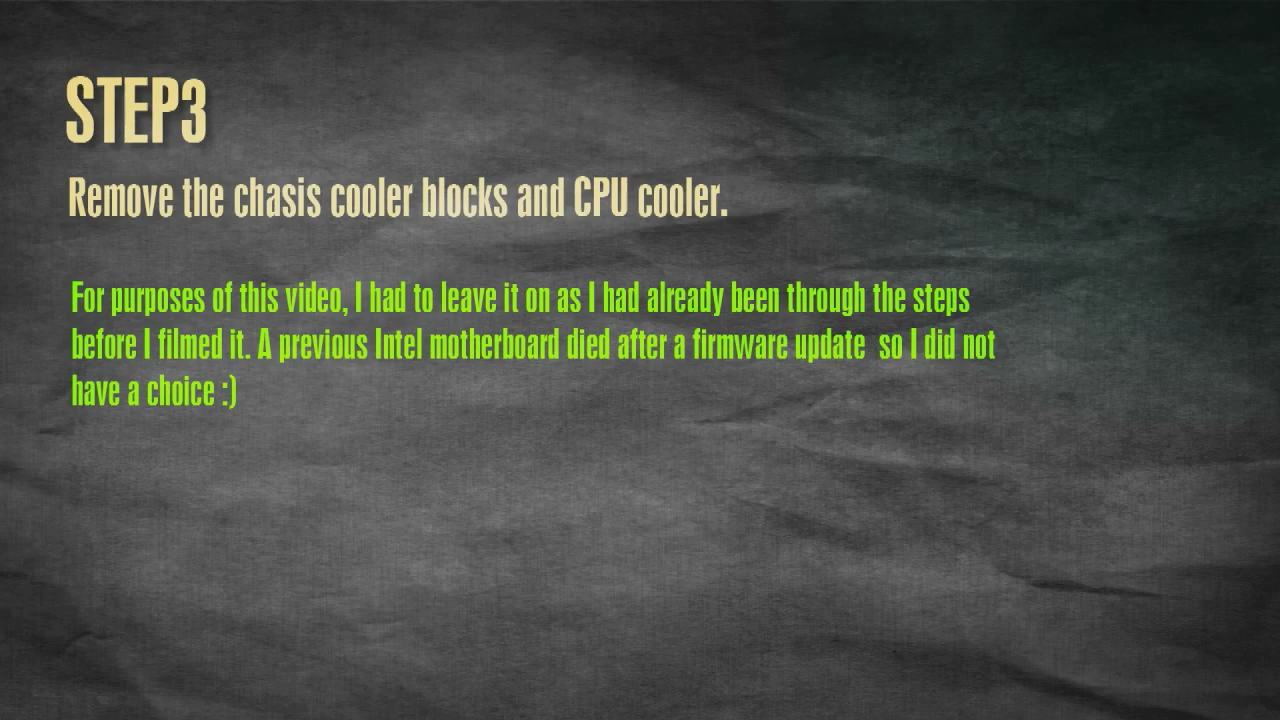 STEP3
Remove the chasis cooler blocks and CPU cooler.
For purposes of this video, I had to leave it on as I had already been through the steps
before I filmed it. A previous Intel motherboard died after a firmware update  so I did not
have a choice :)